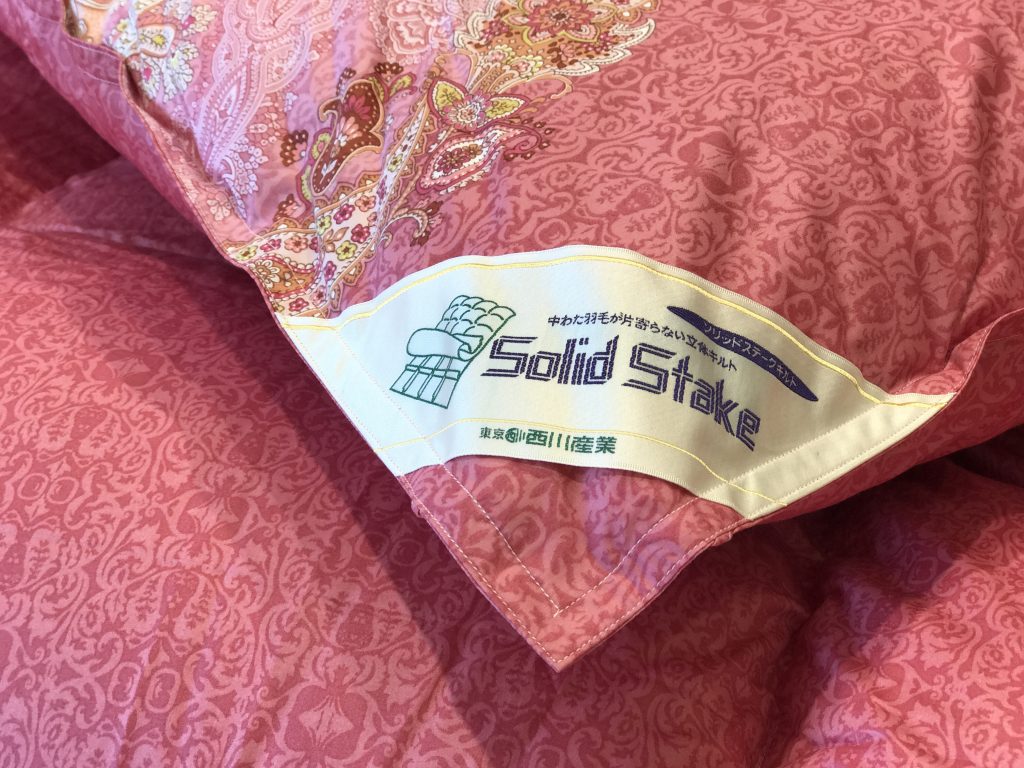 ソリッドステークキルト
中わた羽毛が片寄らない立体キルト
Solid Stake
東京 西川産業